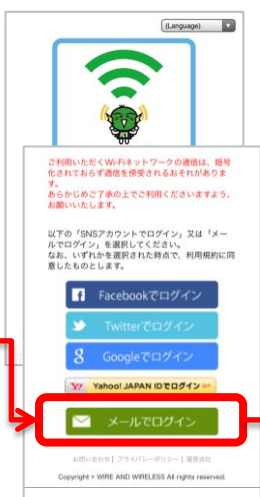 (Language)
ご利用いただくWi-Fiネットワークの通信は、暗号
化されておらず通信を傍受されるおそれがありま
す。
あらかじめご了承の上でご利用くださいますよう、
お願いいたします。
以下の「SNSアカウントでログイン」又は「メー
ルでログイン」を選択してください。
なお、いずれかを選択された時点で、利用規約に同
意したものとします。
Facebookでログイン
Twitterでログイン
8 Googleでログイン
Y! Yahoo! JAPAN IDでログイン
メールでログイン
お問い合わせ | プライバシーポリシー | 運営会社
Copyright © WIRE AND WIRELESS All rights reserved.